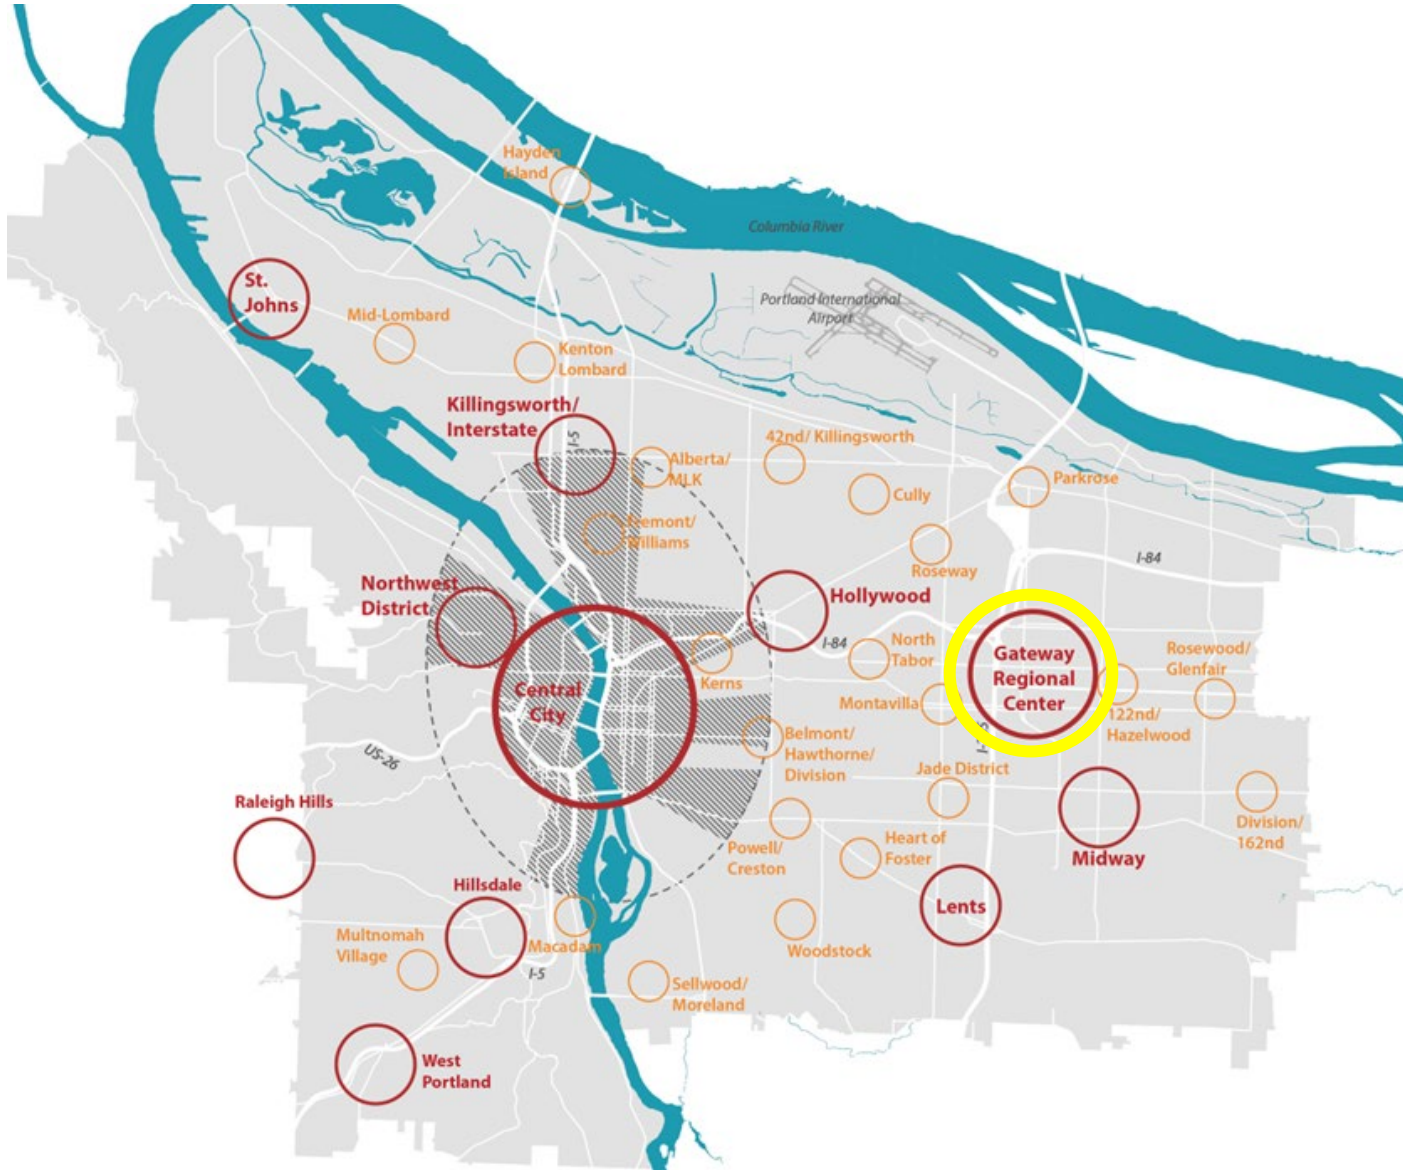 Hayden
Island
Columbia River
St.
Johns
Portland International
Airport
Mid-Lombard
Kenton
Lombard
Killingsworth/
Interstate
I-5
Alberta/
MLK
42nd/ Killingsworth
Cully
Parkrose
Fremont/
Williams
Roseway
I-84
Northwest
District
Hollywood
I-84
North
Tabor
Gateway
Regional
Center
Rosewood/
Glenfair
Kerns
Central
City
Montavilla
122nd/
Hazelwood
US-26
Belmont/
Hawthorne/
Division
Jade District
Raleigh Hills
Powell/
Creston
Heart of
Foster
Midway
Division/
162nd
Hillsdale
Lents
Multnomah
Village
Macadam
Woodstock
I-5
Sellwood/
Moreland
West
Portland